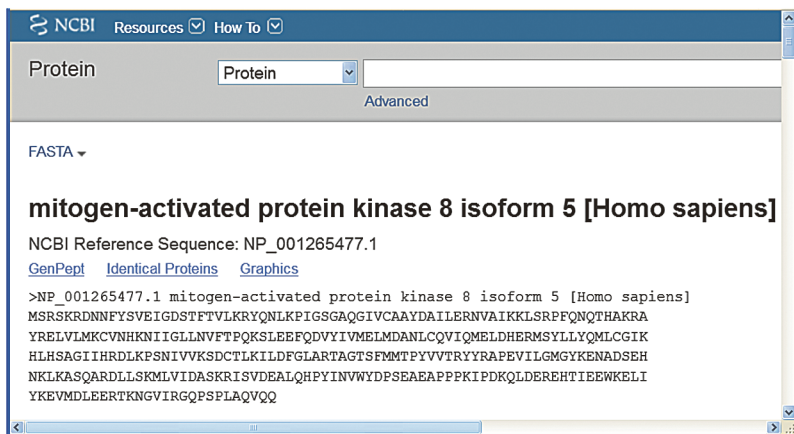 NCBI Resources How To
Protein
Protein
Advanced
FASTA
mitogen-activated protein kinase 8 isoform 5 [Homo sapiens]
NCBI Reference Sequence: NP_001265477.1
GenPept Identical Proteins Graphics
>NP_001265477.1 mitogen-activated protein kinase 8 isoform 5 [Homo sapiens]
MSRSKRDNNFYSVEIGDSTFTVLKRYQNLKPIGSGAQGIVCAAYDAILERNVAIKKLSRPFQNQTHAKRA
YRELVLMKCVNHKNIIGLLNVFTPQKSLEEFQDVYIVMELMDANLCQVIQMELDHERMSYLLYQMLCGIK
HLHSAGIIHRDLKPSNIVVKSDCTLKILDFGLARTAGTSFMMTPYVVTRYYRAPEVILGMGYKENADSEH
NKLKASQARDLLSKMLVIDASKRISVDEALQHPYINVWYDPSEAEAPPPKIPDKQLDEREHTIEEWKELI
YKEVMDLEERTKNGVIRGQPSPLAQVQQ